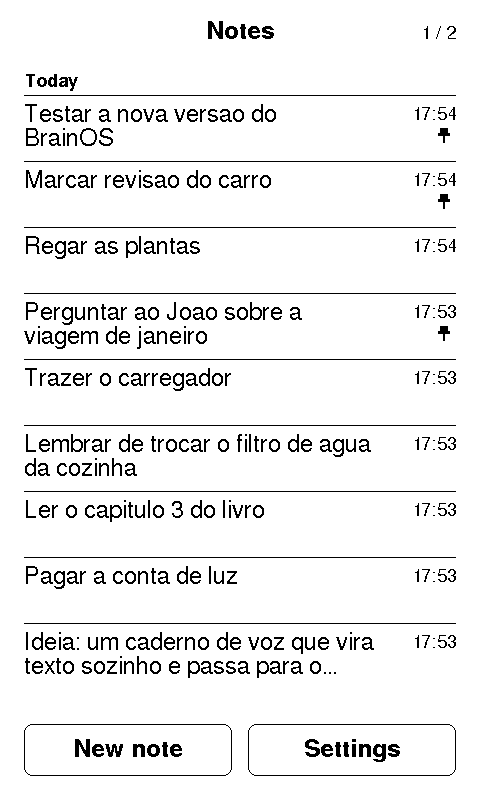 Notes
1 / 2
Today
Testar a nova versao do
BrainOS
17:54
Marcar revisao do carro
17:54
Regar as plantas
17:54
Perguntar ao Joao sobre a
viagem de janeiro
17:53
Trazer o carregador
17:53
Lembrar de trocar o filtro de agua
da cozinha
17:53
Ler o capitulo 3 do livro
17:53
Pagar a conta de luz
17:53
Ideia: um caderno de voz que vira
texto sozinho e passa para o...
17:53
New note
Settings